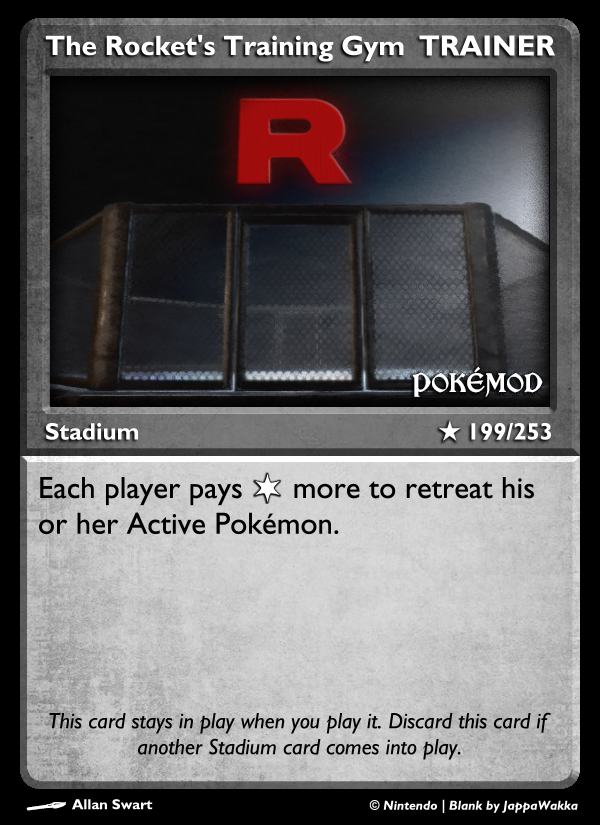 The Rocket's Training Gym TRAINER
R
POKÉMOD
Stadium ★ 199/253
Each player pays more to retreat his
or her Active Pokémon.
This card stays in play when you play it. Discard this card if
another Stadium card comes into play.
Allan Swart © Nintendo | Blank by JappaWakka